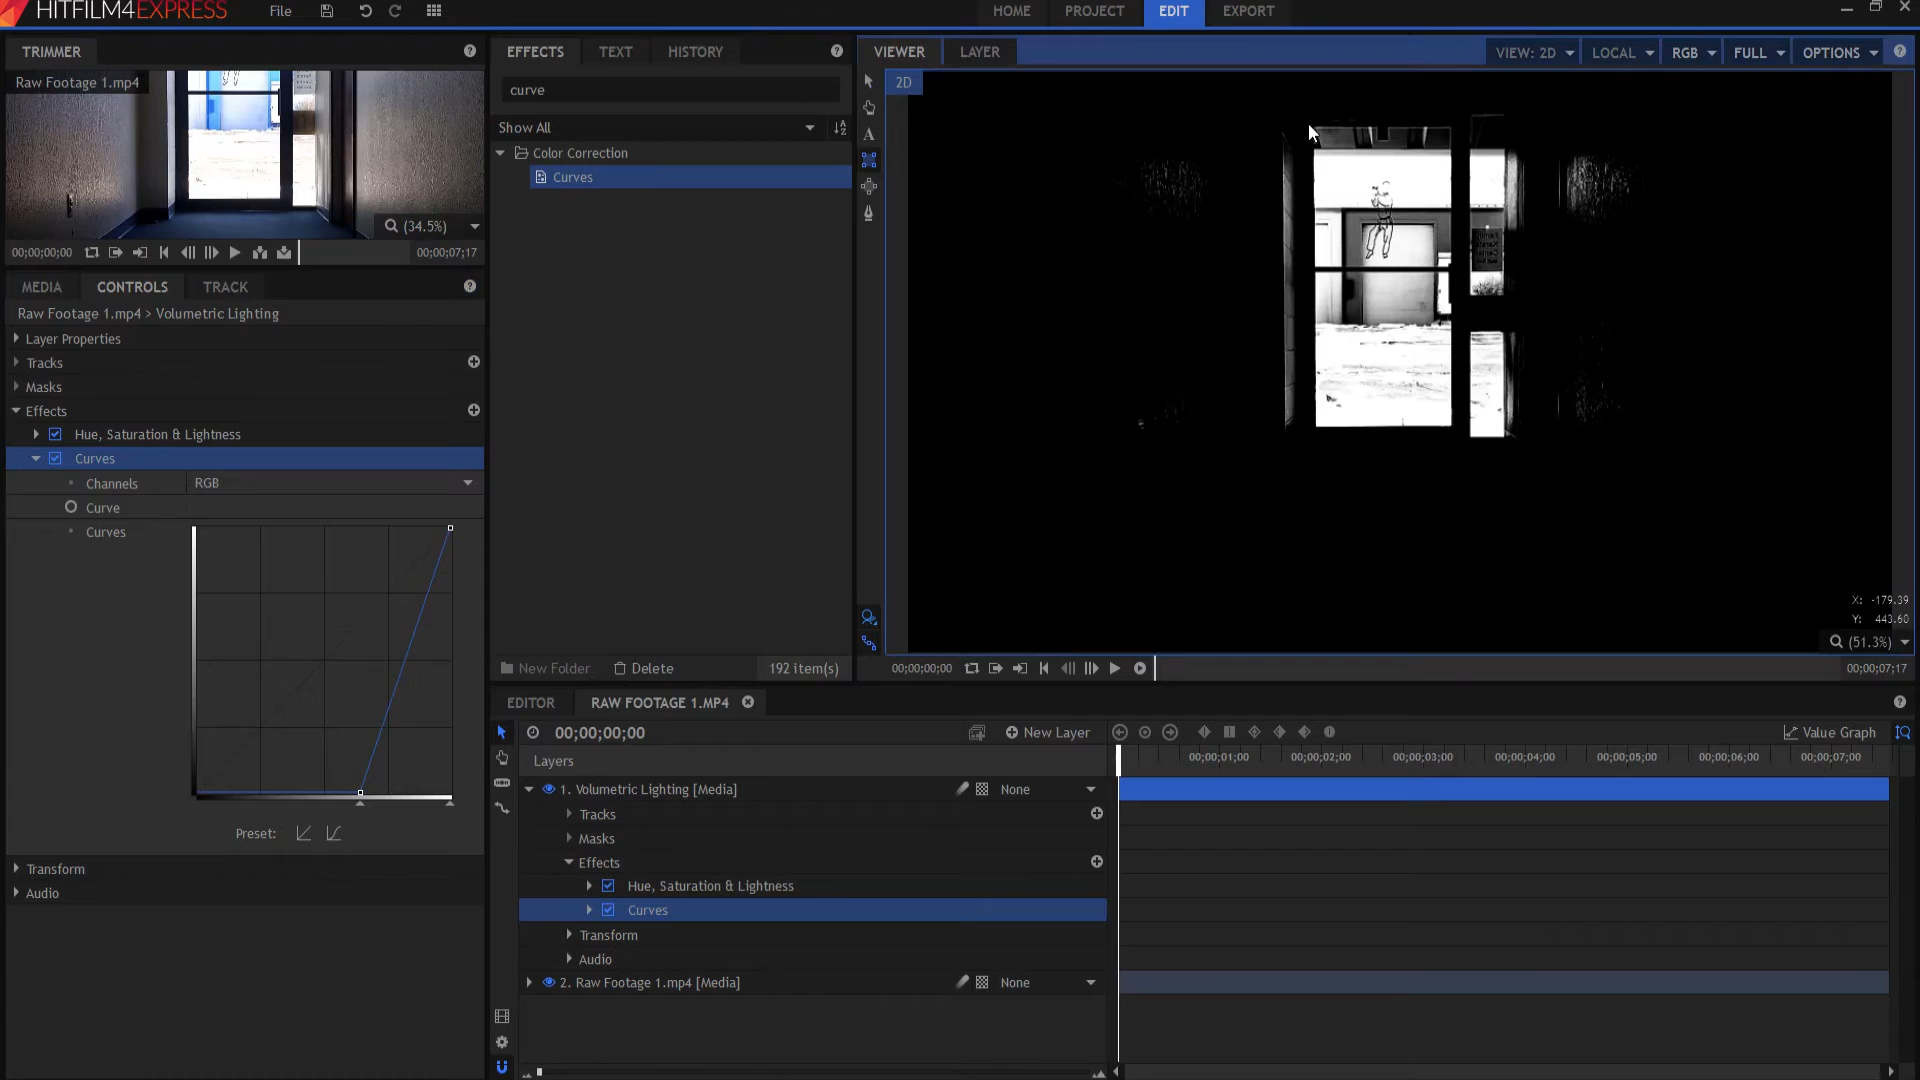 HITFILM4EXPRESS
File
HOME
PROJECT
EDIT
EXPORT
TRIMMER
Raw Footage 1.mp4
(34.5%)
00;00;00;00
00;00;07;17
MEDIA
CONTROLS
TRACK
Raw Footage 1.mp4 > Volumetric Lighting
Layer Properties
Tracks
Masks
Effects
Hue, Saturation & Lightness
Curves
Channels
RGB
Curve
Curves
Preset:
Transform
Audio
EFFECTS
TEXT
HISTORY
curve
Show All
Color Correction
Curves
New Folder
Delete
192 item(s)
VIEWER
LAYER
VIEW: 2D
LOCAL
RGB
FULL
OPTIONS
2D
X: -179.39
Y: 443.60
(51.3%)
00;00;00;00
00;00;07;17
EDITOR
RAW FOOTAGE 1.MP4
00;00;00;00
New Layer
Value Graph
Layers
00;00;01;00
00;00;02;00
00;00;03;00
00;00;04;00
00;00;05;00
00;00;06;00
00;00;07;00
1. Volumetric Lighting [Media]
None
Tracks
Masks
Effects
Hue, Saturation & Lightness
Curves
Transform
Audio
2. Raw Footage 1.mp4 [Media]
None